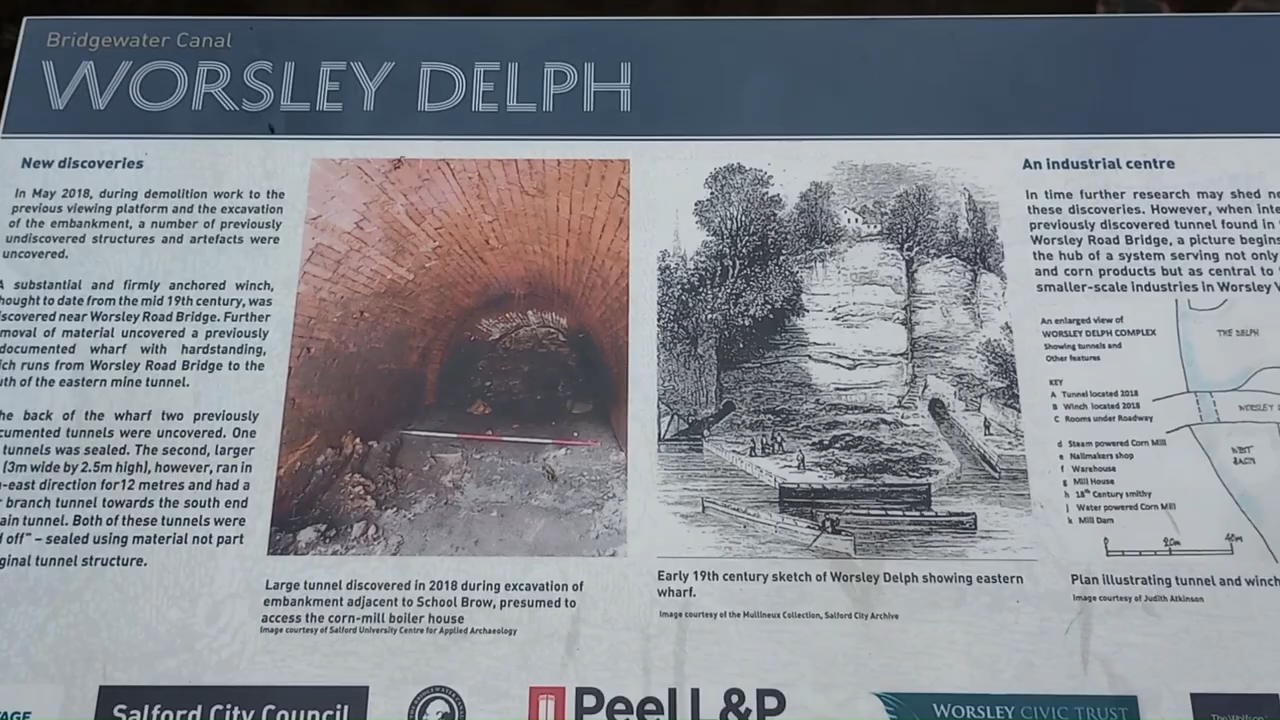 Bridgewater Canal
WORSLEY DELPH
New discoveries
In May 2018, during demolition work to the
previous viewing platform and the excavation
of the embankment, a number of previously
undiscovered structures and artefacts were
uncovered.
A substantial and firmly anchored winch,
hought to date from the mid 19th century, was
iscovered near Worsley Road Bridge. Further
moval of material uncovered a previously
documented wharf with hardstanding,
ich runs from Worsley Road Bridge to the
uth of the eastern mine tunnel.
he back of the wharf two previously
cumented tunnels were uncovered. One
tunnels was sealed. The second, larger
(3m wide by 2.5m high), however, ran in
-east direction for12 metres and had a
r branch tunnel towards the south end
ain tunnel. Both of these tunnels were
d off" – sealed using material not part
ginal tunnel structure.
Large tunnel discovered in 2018 during excavation of
embankment adjacent to School Brow, presumed to
access the corn-mill boiler house
Image courtesy of Salford University Centre for Applied Archaeology
Early 19th century sketch of Worsley Delph showing eastern
wharf.
Image courtesy of the Mullineux Collection, Salford City Archive
An industrial centre
In time further research may shed ne
these discoveries. However, when inte
previously discovered tunnel found in
Worsley Road Bridge, a picture begins
the hub of a system serving not only
and corn products but as central to
smaller-scale industries in Worsley V
An enlarged view of
WORSLEY DELPH COMPLEX
Showing tunnels and
Other features
KEY
A Tunnel located 2018
B Winch located 2018
C Rooms under Roadway
d Steam powered Corn Mill
e Nailmakers shop
f Warehouse
g Mill House
h 18th Century smithy
j Water powered Corn Mill
k Mill Dam
THE DELPH
WORSLEY
WEST
BASIN
20m 40m
Plan illustrating tunnel and winch
Image courtesy of Judith Atkinson
TAGE
Salford City Council
Peel L&P
WORSLEY CIVIC TRUST
The Wolfson